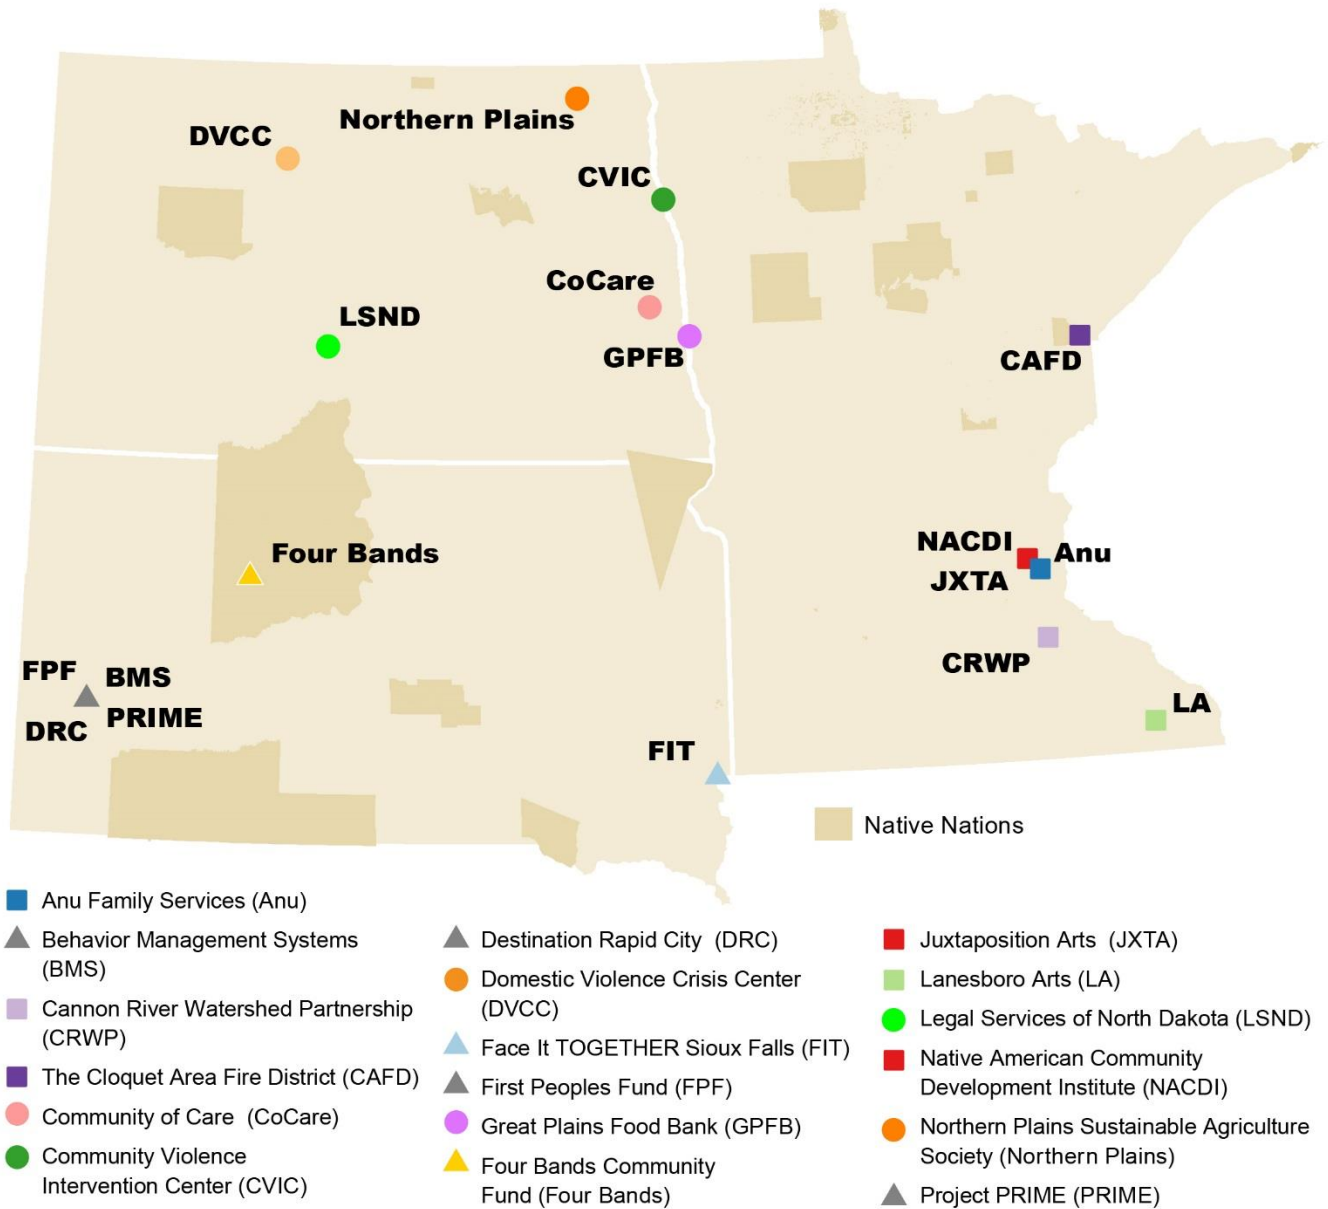 Northern Plains
DVCC
CVIC
CoCare
LSND
GPFB
CAFD
NACDI
Anu
Four Bands
JXTA
CRWP
FPF
BMS
LA
PRIME
DRC
FIT
Native Nations
Anu Family Services (Anu)
Behavior Management Systems
(BMS)
Cannon River Watershed Partnership
(CRWP)
The Cloquet Area Fire District (CAFD)
Community of Care (CoCare)
Community Violence
Intervention Center (CVIC)
Destination Rapid City (DRC)
Domestic Violence Crisis Center
(DVCC)
Face It TOGETHER Sioux Falls (FIT)
First Peoples Fund (FPF)
Great Plains Food Bank (GPFB)
Four Bands Community
Fund (Four Bands)
Juxtaposition Arts (JXTA)
Lanesboro Arts (LA)
Legal Services of North Dakota (LSND)
Native American Community
Development Institute (NACDI)
Northern Plains Sustainable Agriculture
Society (Northern Plains)
Project PRIME (PRIME)